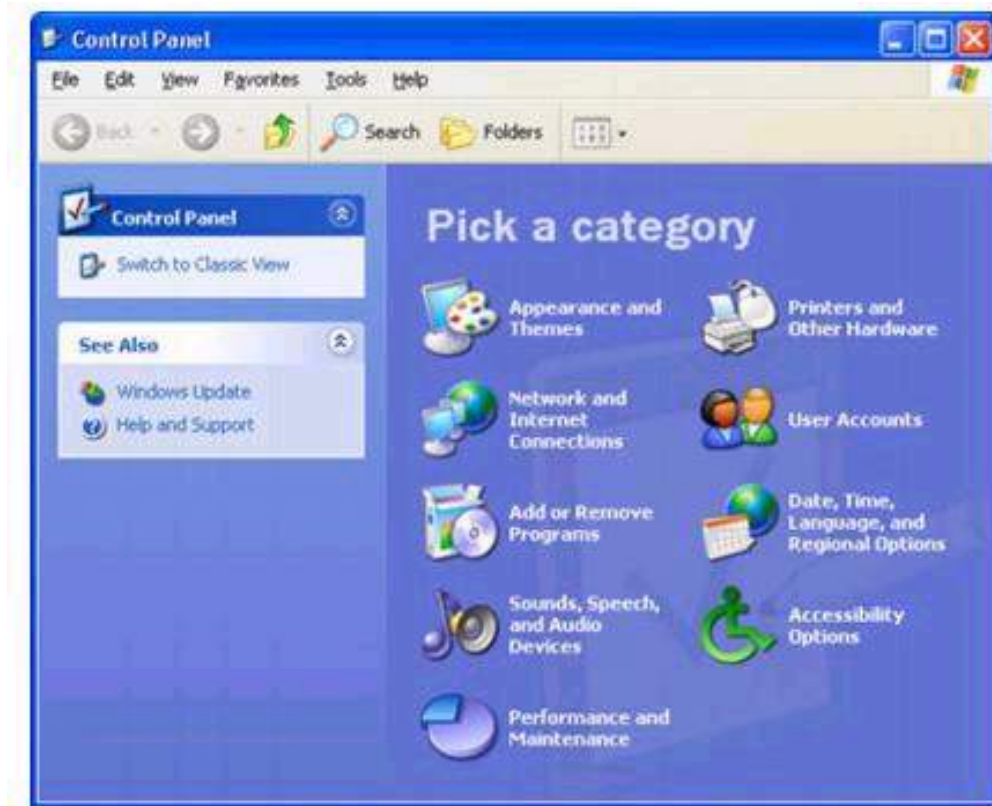 Control Panel
File Edit View Favorites Tools Help
Back Search Folders
Control Panel
Switch to Classic View
See Also
Windows Update
Help and Support
Pick a category
Appearance and
Themes
Printers and
Other Hardware
Network and
Internet
Connections
User Accounts
Add or Remove
Programs
Date, Time,
Language, and
Regional Options
Sounds, Speech,
and Audio
Devices
Accessibility
Options
Performance and
Maintenance